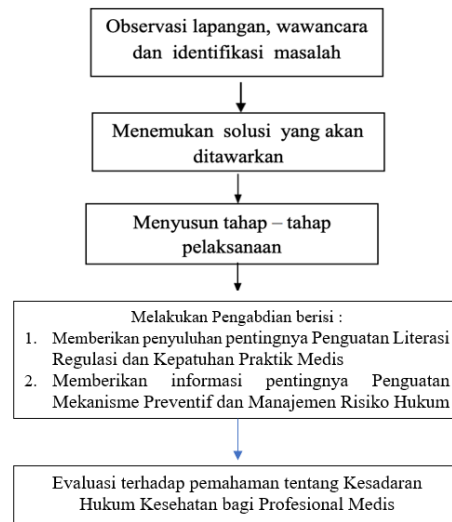 Observasi lapangan, wawancara
dan identifikasi masalah
Menemukan solusi yang akan
ditawarkan
Menyusun tahap – tahap
pelaksanaan
Melakukan Pengabdian berisi :
1. Memberikan penyuluhan pentingnya Penguatan Literasi
Regulasi dan Kepatuhan Praktik Medis
2. Memberikan informasi pentingnya Penguatan
Mekanisme Preventif dan Manajemen Risiko Hukum
Evaluasi terhadap pemahaman tentang Kesadaran
Hukum Kesehatan bagi Profesional Medis